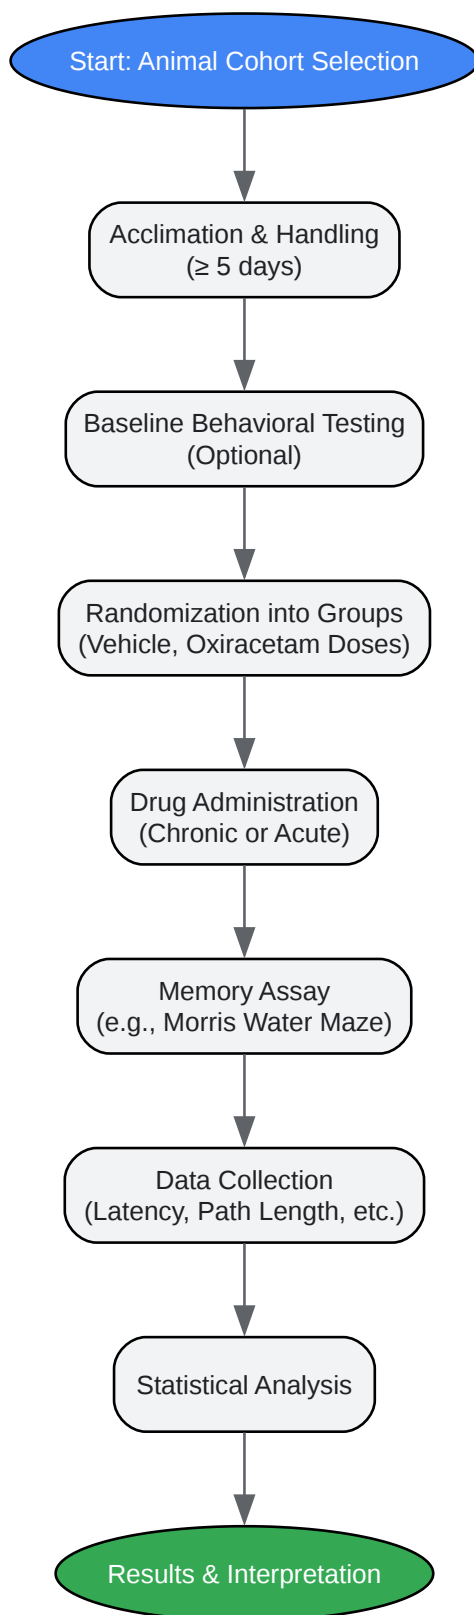 Start: Animal Cohort Selection
Acclimation & Handling
(≥ 5 days)
Baseline Behavioral Testing
(Optional)
Randomization into Groups
(Vehicle, Oxiracetam Doses)
Drug Administration
(Chronic or Acute)
Memory Assay
(e.g., Morris Water Maze)
Data Collection
(Latency, Path Length, etc.)
Statistical Analysis
Results & Interpretation